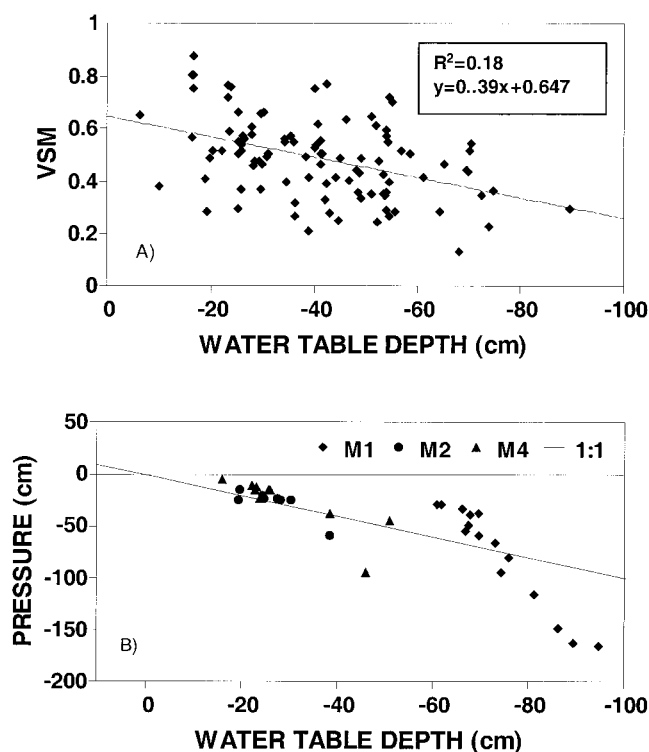 1
0.8
0.6
0.4
0.2
0
VSM
R²=0.18
y=0..39x+0.647
A)
0 -20 -40 -60 -80 -100
WATER TABLE DEPTH (cm)
50
0
-50
-100
-150
-200
PRESSURE (cm)
M1 M2 M4 1:1
B)
0 -20 -40 -60 -80 -100
WATER TABLE DEPTH (cm)